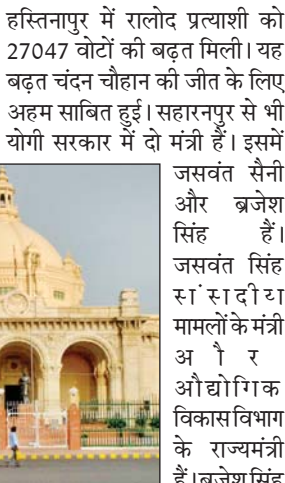 हस्तिनापुर में रालोद प्रत्याशी को
27047 वोटों की बढ़त मिली। यह
बढ़त चंदन चौहान की जीत के लिए
अहम साबित हुई। सहारनपुर से भी
योगी सरकार में दो मंत्री हैं। इसमें
जसवंत सैनी
और ब्रजेश
सिंह हैं।
जसवंत सिंह
सांसदीय
मामलों के मंत्री
और
औद्योगिक
विकास विभाग
के राज्यमंत्री
हैं। ब्रजेश सिंह